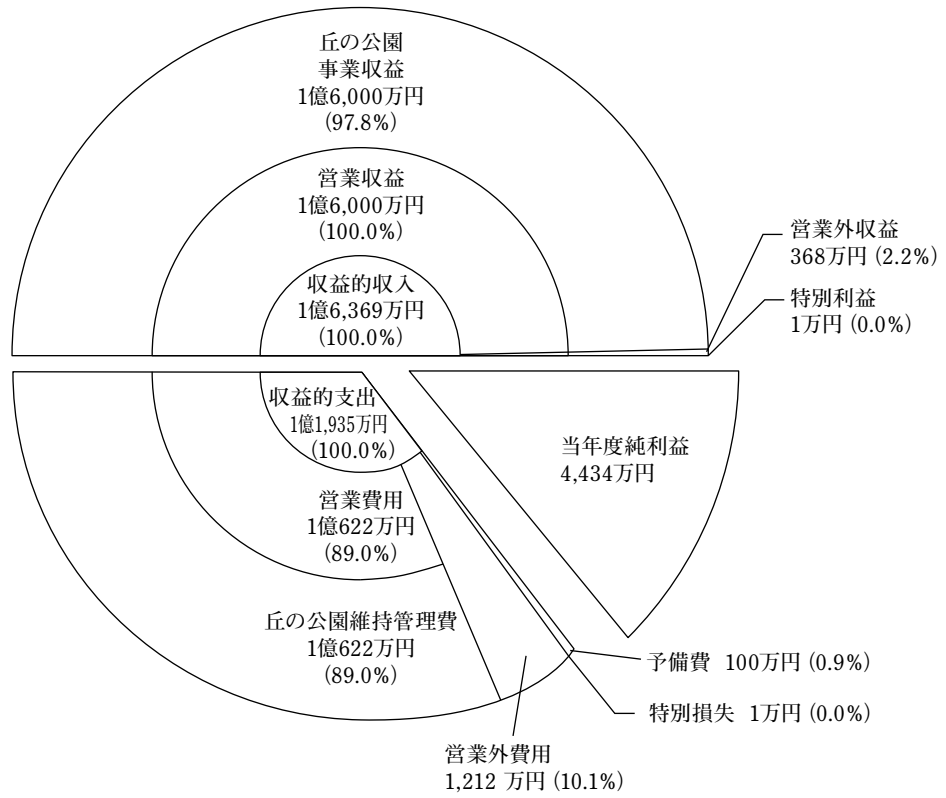 丘の公園
事業収益
1億6,000万円
(97.8%)
営業収益
1億6,000万円
(100.0%)
収益的収入
1億6,369万円
(100.0%)
営業外収益
368万円 (2.2%)
特別利益
1万円 (0.0%)
収益的支出
1億1,935万円
(100.0%)
当年度純利益
4,434万円
営業費用
1億622万円
(89.0%)
丘の公園維持管理費
1億622万円
(89.0%)
予備費 100万円 (0.9%)
特別損失 1万円 (0.0%)
営業外費用
1,212 万円 (10.1%)